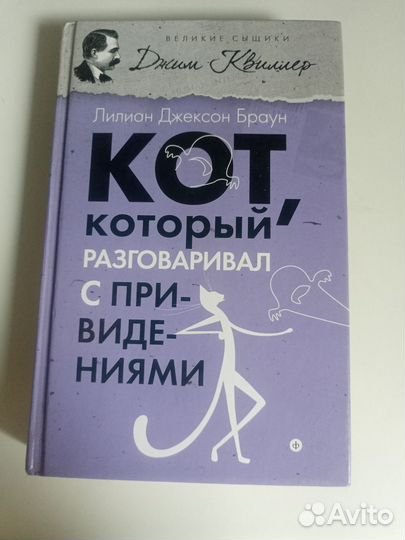 ВЕЛИКИЕ СЫЩИКИ
Джим Квиллер
Лилиан Джексон Браун
КОТ,
который
РАЗГОВАРИВАЛ
С ПРИ-
ВИДЕ-
НИЯМИ
Ф
Avito